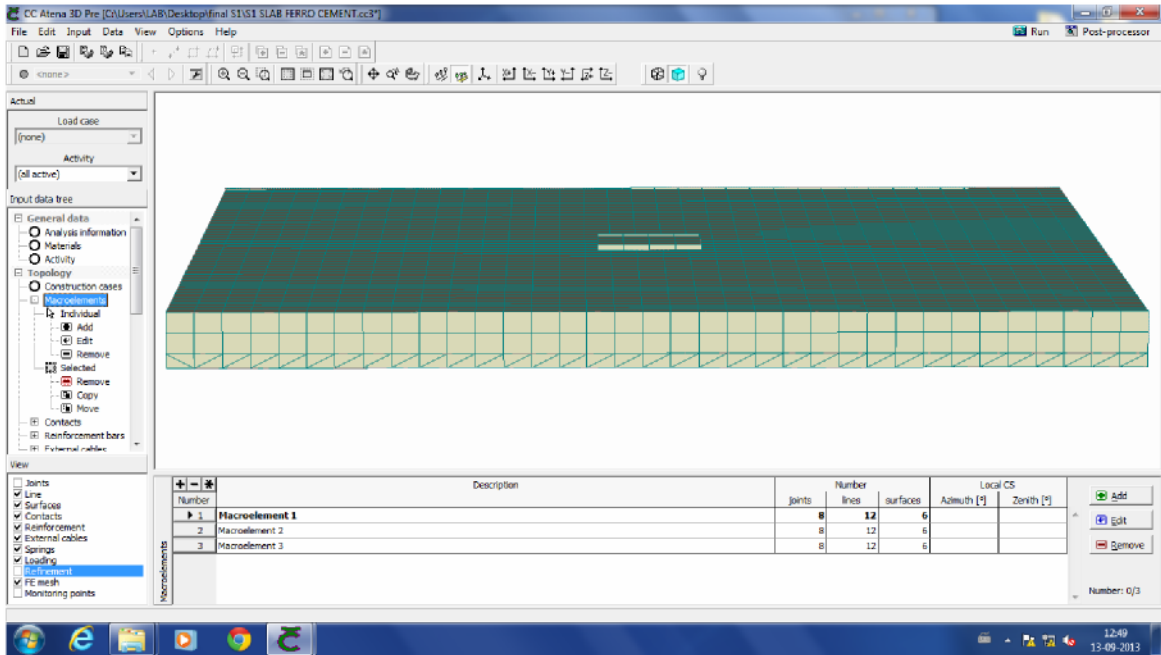 CC Atena 3D Pre [C:\Users\LAB\Desktop\final S1\S1 SLAB FERRO CEMENT.cc3*]
File Edit Input Data View Options Help
Run Post-processor
<none>
Actual
Load case
(none)
Activity
(all active)
Input data tree
General data
Analysis information
Materials
Activity
Topology
Construction cases
Macroelements
Individual
Add
Edit
Remove
Selected
Remove
Copy
Move
Contacts
Reinforcement bars
External cables
View
Joints
Line
Surfaces
Contacts
Reinforcement
External cables
Springs
Loading
Refinement
FE mesh
Monitoring points
Macroelements
Description Number Local CS
Number joints lines surfaces Azimuth [°] Zenith [°]
1 Macroelement 1 8 12 6
2 Macroelement 2 8 12 6
3 Macroelement 3 8 12 6
Add
Edit
Remove
Number: 0/3
12:49
13-09-2013